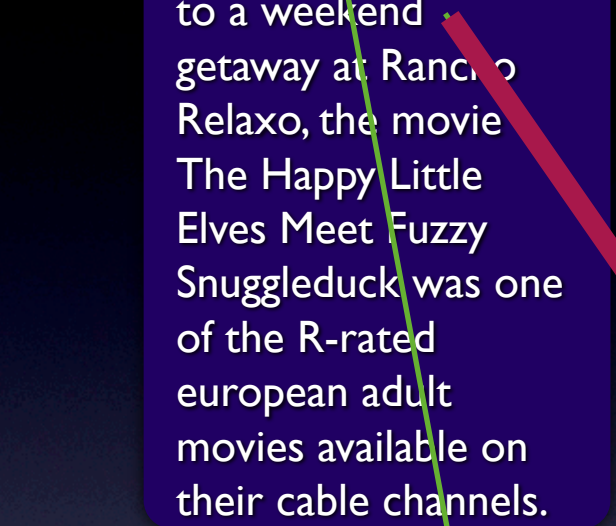 to a weekend
getaway at Rancho
Relaxo, the movie
The Happy Little
Elves Meet Fuzzy
Snuggleduck was one
of the R-rated
european adult
movies available on
their cable channels.